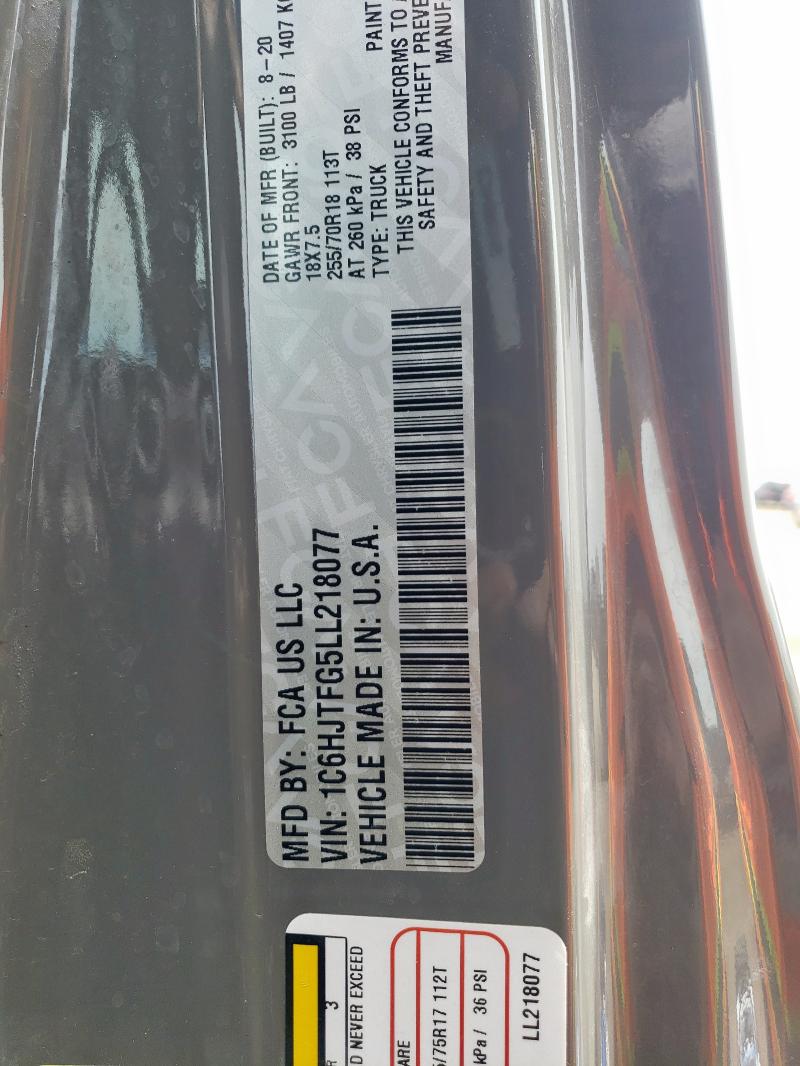 MFD BY: FCA US LLC
VIN: 1C6HJTFG5LL218077
VEHICLE MADE IN: U.S.A.
DATE OF MFR (BUILT): 8-20
GAWR FRONT: 3100 LB / 1407 KG
18X7.5
255/70R18 113T
AT 260 kPa / 38 PSI
TYPE: TRUCK PAINT
THIS VEHICLE CONFORMS TO
SAFETY AND THEFT PREVE
MANUF
R 3
D NEVER EXCEED
ARE
/75R17 112T
kPa / 36 PSI
LL218077